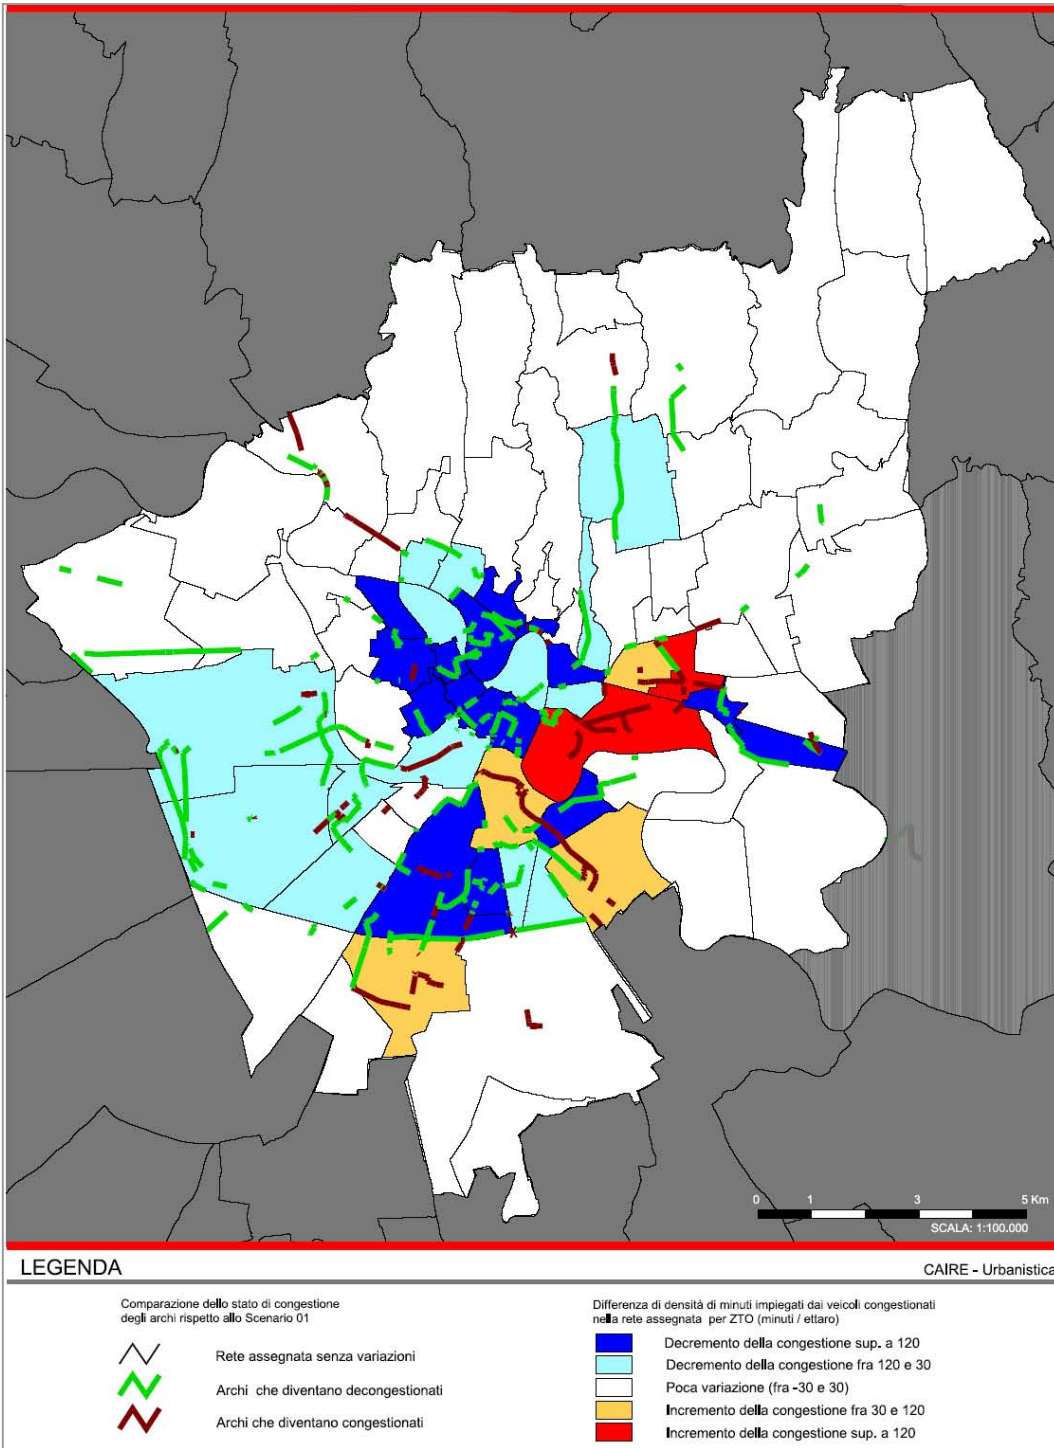 0 1 3 5 Km
SCALA: 1:100.000
LEGENDA
CAIRE - Urbanistica
Comparazione dello stato di congestione
degli archi rispetto allo Scenario 01
Rete assegnata senza variazioni
Archi che diventano decongestionati
Archi che diventano congestionati
Differenza di densità di minuti impiegati dai veicoli congestionati
nella rete assegnata per ZTO (minuti / ettaro)
Decremento della congestione sup. a 120
Decremento della congestione fra 120 e 30
Poca variazione (fra -30 e 30)
Incremento della congestione fra 30 e 120
Incremento della congestione sup. a 120